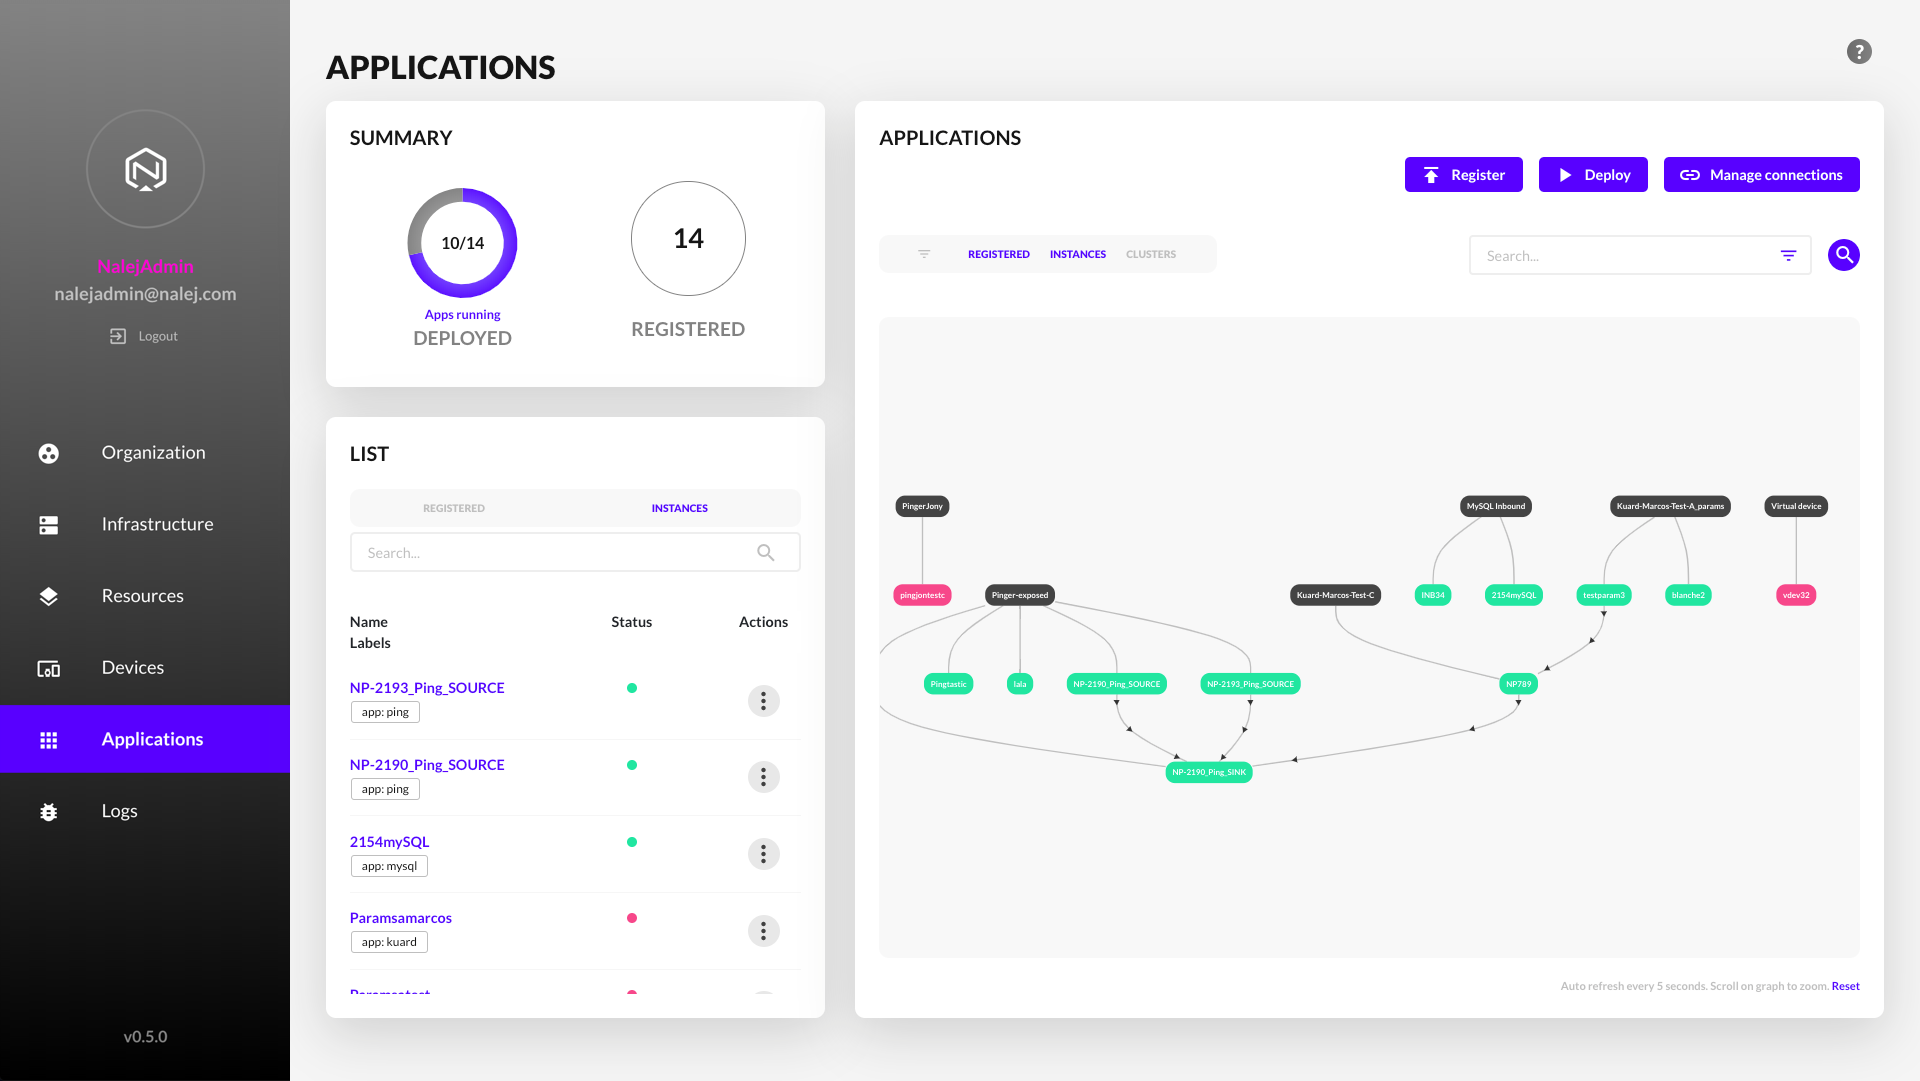 NalejAdmin
nalejadmin@nalej.com
Logout
Organization
Infrastructure
Resources
Devices
Applications
Logs
v0.5.0
APPLICATIONS
?
SUMMARY
10/14
Apps running
DEPLOYED
14
REGISTERED
LIST
REGISTERED INSTANCES
Search...
Name Status Actions
Labels
NP-2193_Ping_SOURCE
app: ping
NP-2190_Ping_SOURCE
app: ping
2154mySQL
app: mysql
Paramsamarcos
app: kuard
APPLICATIONS
Register Deploy Manage connections
REGISTERED INSTANCES CLUSTERS
Search...
PingerJony MySQL Inbound Kuard-Marcos-Test-A_params Virtual device
pingjontestc Pinger-exposed Kuard-Marcos-Test-C INB34 2154mySQL testparam3 blanche2 vdev32
Pingtastic lala NP-2190_Ping_SOURCE NP-2193_Ping_SOURCE NP789
NP-2190_Ping_SINK
Auto refresh every 5 seconds. Scroll on graph to zoom. Reset